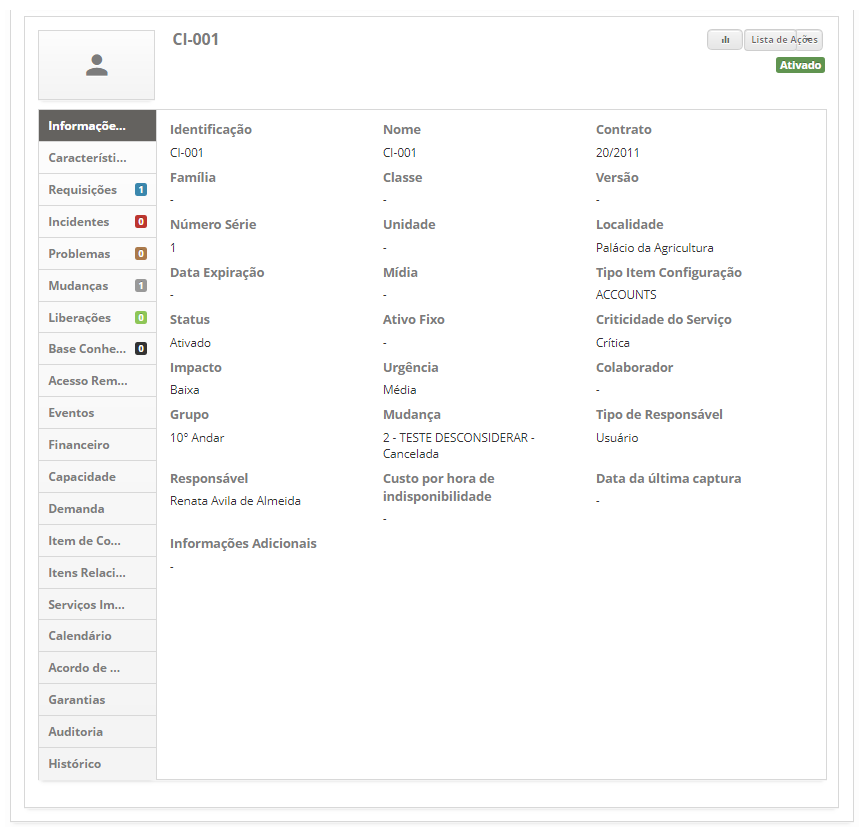 CI-001
Lista de Ações
Ativado
Informaçõe...
Característi...
Requisições 1
Incidentes 0
Problemas 0
Mudanças 1
Liberações 0
Base Conhe... 0
Acesso Rem...
Eventos
Financeiro
Capacidade
Demanda
Item de Co...
Itens Relaci...
Serviços Im...
Calendário
Acordo de ...
Garantias
Auditoria
Histórico
Identificação Nome Contrato
CI-001 CI-001 20/2011
Família Classe Versão
- - -
Número Série Unidade Localidade
1 - Palácio da Agricultura
Data Expiração Mídia Tipo Item Configuração
- - ACCOUNTS
Status Ativo Fixo Criticidade do Serviço
Ativado - Crítica
Impacto Urgência Colaborador
Baixa Média -
Grupo Mudança Tipo de Responsável
10° Andar 2 - TESTE DESCONSIDERAR - Usuário
Cancelada
Responsável Custo por hora de Data da última captura
indisponibilidade
Renata Avila de Almeida - -
Informações Adicionais
-